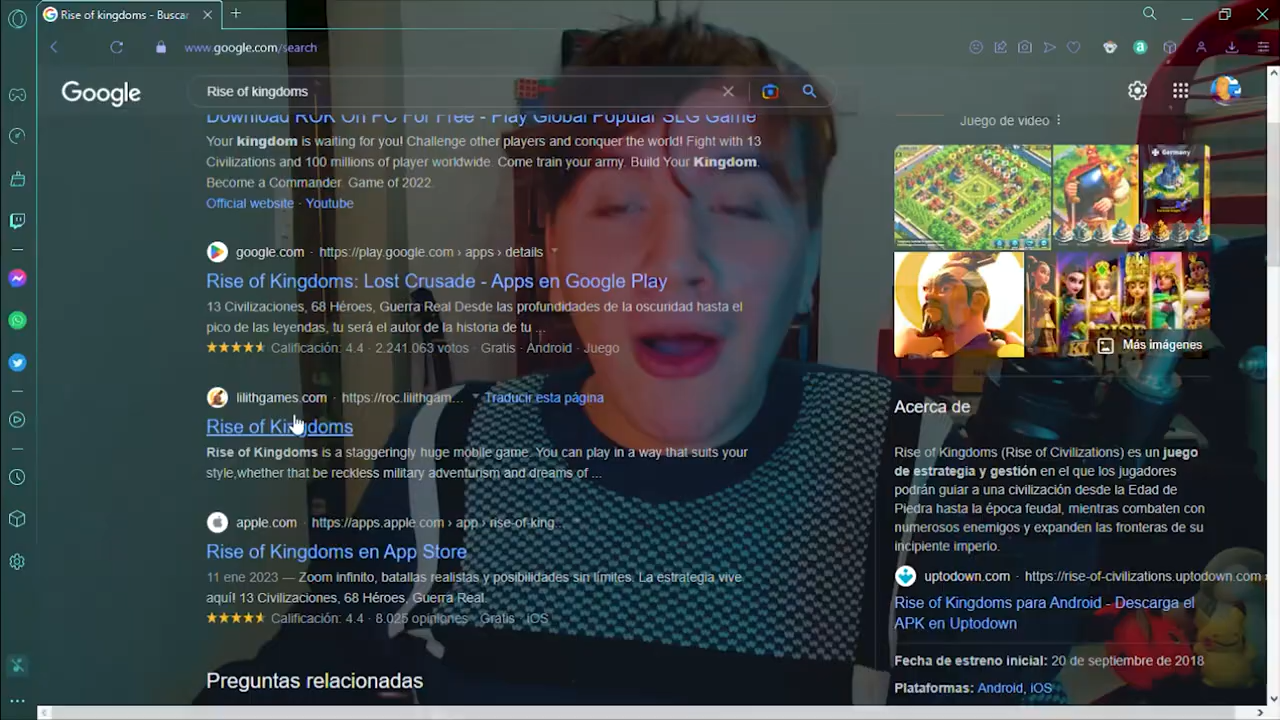 Rise of kingdoms - Buscar
www.google.com/search
Google
Rise of kingdoms
Download ROK On PC For Free - Play Global Popular SLG Game
Your kingdom is waiting for you! Challenge other players and conquer the world! Fight with 13
Civilizations and 100 millions of player worldwide. Come train your army. Build Your Kingdom.
Become a Commander. Game of 2022.
Official website · Youtube
google.com · https://play.google.com › apps › details
Rise of Kingdoms: Lost Crusade - Apps en Google Play
13 Civilizaciones, 68 Héroes, Guerra Real Desde las profundidades de la oscuridad hasta el
pico de las leyendas, tu será el autor de la historia de tu ...
Calificación: 4.4 · 2.241.063 votos · Gratis · Android · Juego
lilithgames.com · https://roc.lilithgam... Traducir esta página
Rise of Kingdoms
Rise of Kingdoms is a staggeringly huge mobile game. You can play in a way that suits your
style,whether that be reckless military adventurism and dreams of ...
apple.com · https://apps.apple.com › app › rise-of-king...
Rise of Kingdoms en App Store
11 ene 2023 — Zoom infinito, batallas realistas y posibilidades sin límites. La estrategia vive
aquí! 13 Civilizaciones, 68 Héroes, Guerra Real.
Calificación: 4.4 · 8.025 opiniones · Gratis · iOS
Preguntas relacionadas
Juego de video
Germany
Más imágenes
Acerca de
Rise of Kingdoms (Rise of Civilizations) es un juego
de estrategia y gestión en el que los jugadores
podrán guiar a una civilización desde la Edad de
Piedra hasta la época feudal, mientras combaten con
numerosos enemigos y expanden las fronteras de su
incipiente imperio.
uptodown.com · https://rise-of-civilizations.uptodown.com ›
Rise of Kingdoms para Android - Descarga el
APK en Uptodown
Fecha de estreno inicial: 20 de septiembre de 2018
Plataformas: Android, iOS